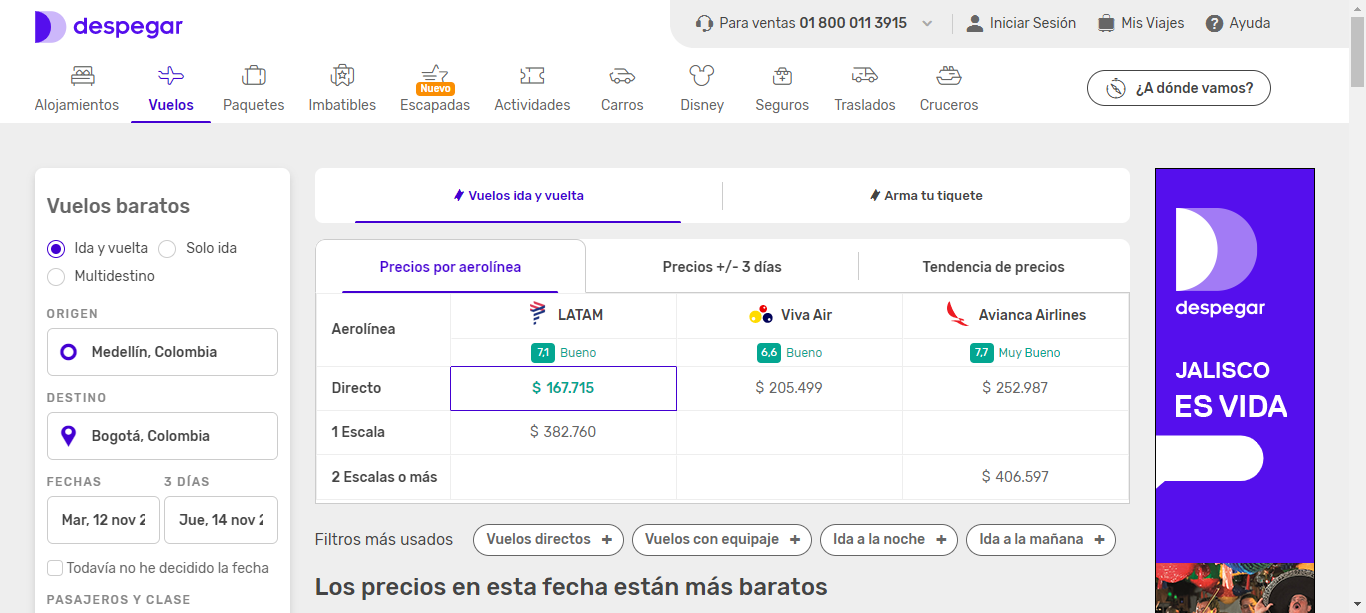 despegar
Para ventas 01 800 011 3915
Iniciar Sesión
Mis Viajes
Ayuda
Alojamientos
Vuelos
Paquetes
Imbatibles
Nuevo
Escapadas
Actividades
Carros
Disney
Seguros
Traslados
Cruceros
¿A dónde vamos?
Vuelos baratos
Ida y vuelta
Solo ida
Multidestino
ORIGEN
Medellín, Colombia
DESTINO
Bogotá, Colombia
FECHAS
3 DÍAS
Mar, 12 nov 2
Jue, 14 nov 2
Todavía no he decidido la fecha
PASAJEROS Y CLASE
Vuelos ida y vuelta
Arma tu tiquete
Precios por aerolínea
Precios +/- 3 días
Tendencia de precios
Aerolínea
LATAM
Viva Air
Avianca Airlines
7,1 Bueno
6,6 Bueno
7,7 Muy Bueno
Directo
$ 167.715
$ 205.499
$ 252.987
1 Escala
$ 382.760
2 Escalas o más
$ 406.597
Filtros más usados
Vuelos directos +
Vuelos con equipaje +
Ida a la noche +
Ida a la mañana +
Los precios en esta fecha están más baratos
despegar
JALISCO
ES VIDA